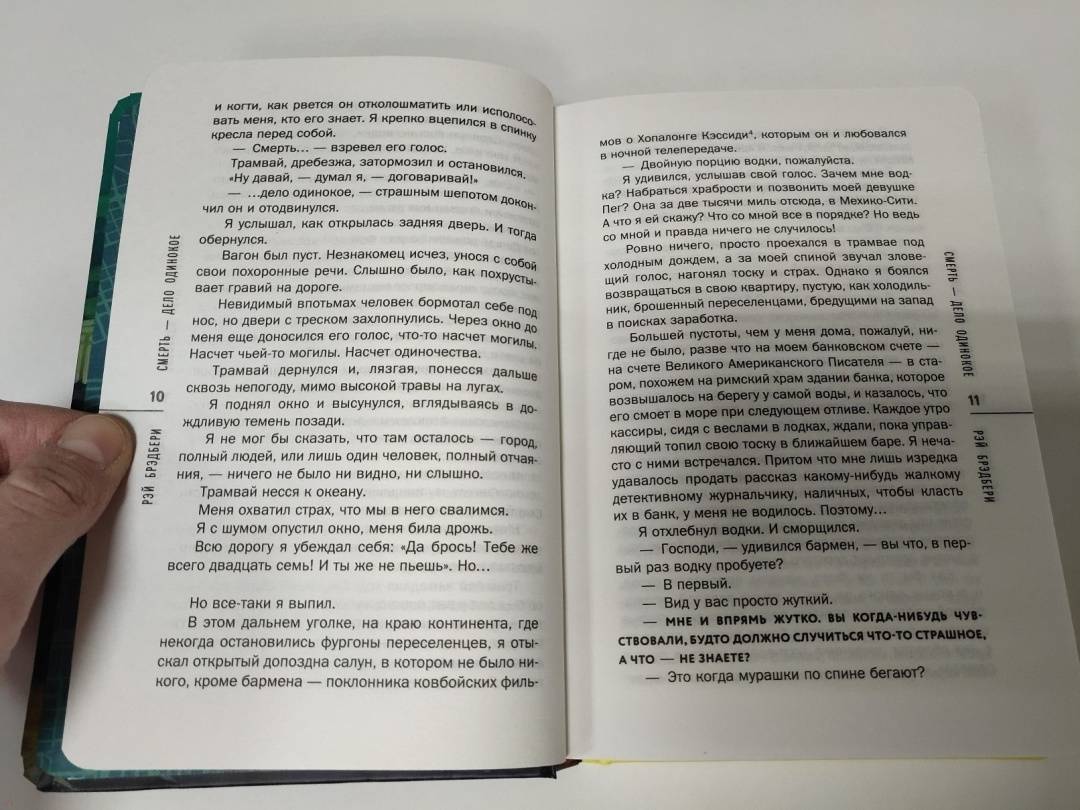 и когти, как рвется он отколошматить или исполосо-
вать меня, кто его знает. Я крепко вцепился в спинку
кресла перед собой.
— Смерть... — взревел его голос.
Трамвай, дребезжа, затормозил и остановился.
«Ну давай, — думал я, — договаривай!»
— ...дело одинокое, — страшным шепотом докон-
чил он и отодвинулся.
Я услышал, как открылась задняя дверь. И тогда
обернулся.
Вагон был пуст. Незнакомец исчез, унося с собой
свои похоронные речи. Слышно было, как похрусты-
вает гравий на дороге.
Невидимый впотьмах человек бормотал себе под
нос, но двери с треском захлопнулись. Через окно до
меня еще доносился его голос, что-то насчет могилы.
Насчет чьей-то могилы. Насчет одиночества.
Трамвай дернулся и, лязгая, понесся дальше
сквозь непогоду, мимо высокой травы на лугах.
Я поднял окно и высунулся, вглядываясь в до-
ждливую темень позади.
Я не мог бы сказать, что там осталось — город,
полный людей, или лишь один человек, полный отчая-
ния, — ничего не было ни видно, ни слышно.
Трамвай несся к океану.
Меня охватил страх, что мы в него свалимся.
Я с шумом опустил окно, меня била дрожь.
Всю дорогу я убеждал себя: «Да брось! Тебе же
всего двадцать семь! И ты же не пьешь». Но...
Но все-таки я выпил.
В этом дальнем уголке, на краю континента, где
некогда остановились фургоны переселенцев, я оты-
скал открытый допоздна салун, в котором не было ни-
кого, кроме бармена — поклонника ковбойских филь-
СМЕРТЬ — ДЕЛО ОДИНОКОЕ
10
РЭЙ БРЭДБЕРИ
мов о Хопалонге Кэссиди⁴, которым он и любовался
в ночной телепередаче.
— Двойную порцию водки, пожалуйста.
Я удивился, услышав свой голос. Зачем мне вод-
ка? Набраться храбрости и позвонить моей девушке
Пег? Она за две тысячи миль отсюда, в Мехико-Сити.
А что я ей скажу? Что со мной все в порядке? Но ведь
со мной и правда ничего не случилось!
Ровно ничего, просто проехался в трамвае под
холодным дождем, а за моей спиной звучал злове-
щий голос, нагонял тоску и страх. Однако я боялся
возвращаться в свою квартиру, пустую, как холодиль-
ник, брошенный переселенцами, бредущими на запад
в поисках заработка.
Большей пустоты, чем у меня дома, пожалуй, ни-
где не было, разве что на моем банковском счете —
на счете Великого Американского Писателя — в ста-
ром, похожем на римский храм здании банка, которое
возвышалось на берегу у самой воды, и казалось, что
его смоет в море при следующем отливе. Каждое утро
кассиры, сидя с веслами в лодках, ждали, пока управ-
ляющий топил свою тоску в ближайшем баре. Я неча-
сто с ними встречался. Притом что мне лишь изредка
удавалось продать рассказ какому-нибудь жалкому
детективному журнальчику, наличных, чтобы класть
их в банк, у меня не водилось. Поэтому...
Я отхлебнул водки. И сморщился.
— Господи, — удивился бармен, — вы что, в пер-
вый раз водку пробуете?
— В первый.
— Вид у вас просто жуткий.
— МНЕ И ВПРЯМЬ ЖУТКО. ВЫ КОГДА-НИБУДЬ ЧУВ-
СТВОВАЛИ, БУДТО ДОЛЖНО СЛУЧИТЬСЯ ЧТО-ТО СТРАШНОЕ,
А ЧТО — НЕ ЗНАЕТЕ?
— Это когда мурашки по спине бегают?
СМЕРТЬ — ДЕЛО ОДИНОКОЕ
11
РЭЙ БРЭДБЕРИ